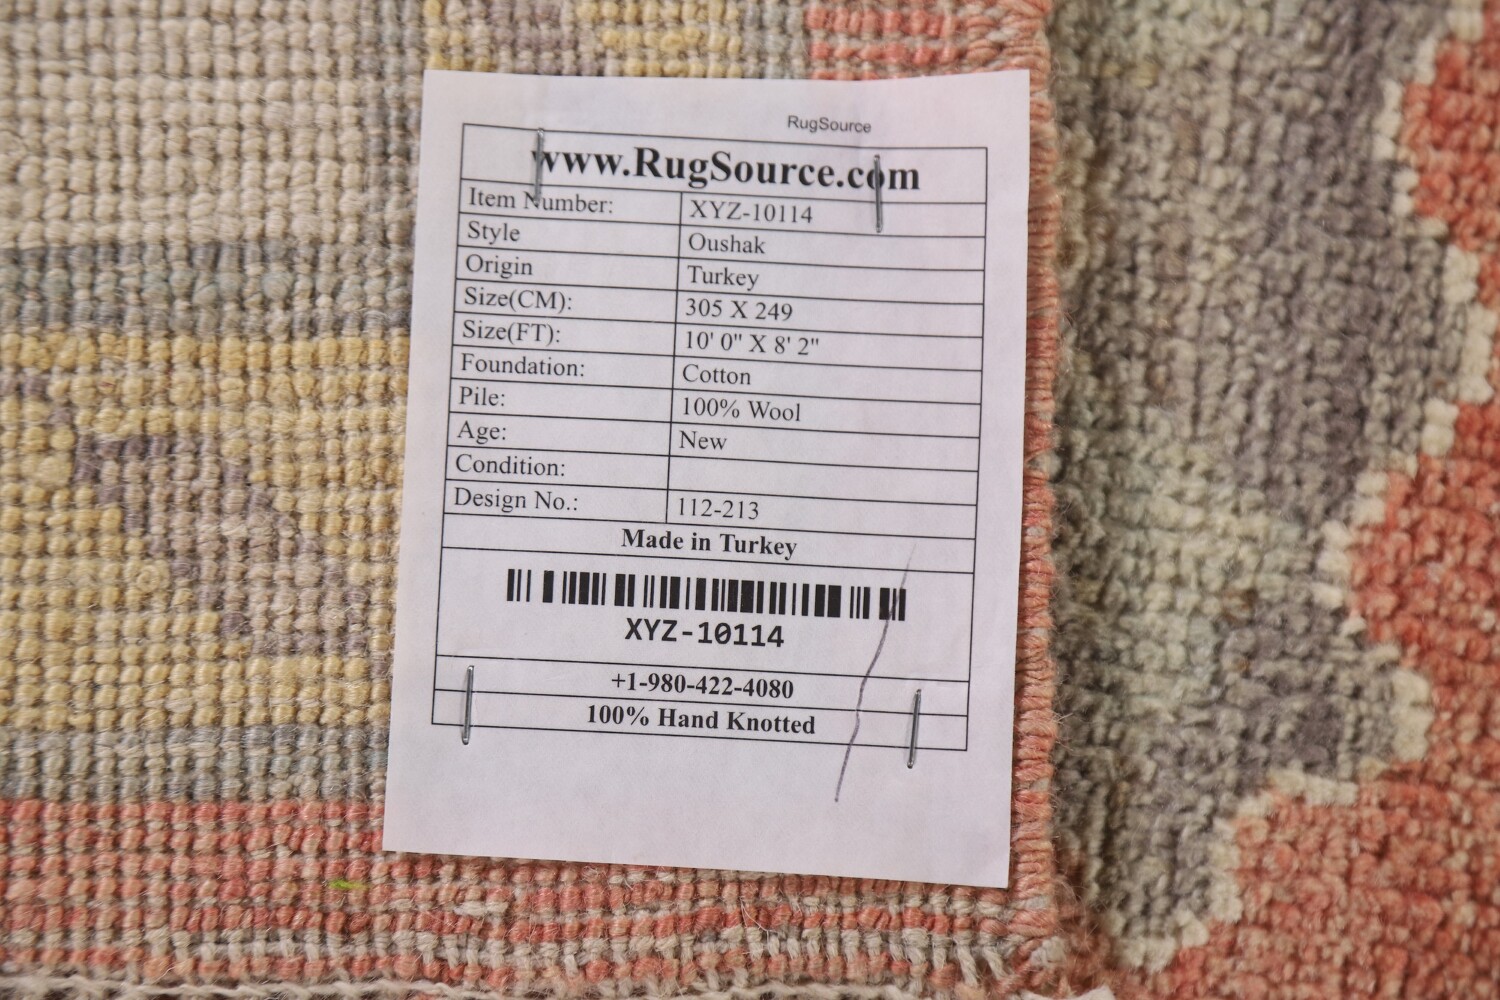 RugSource
www.RugSource.com
Item Number: XYZ-10114
Style Oushak
Origin Turkey
Size(CM): 305 X 249
Size(FT): 10' 0" X 8' 2"
Foundation: Cotton
Pile: 100% Wool
Age: New
Condition:
Design No.: 112-213
Made in Turkey
XYZ-10114
+1-980-422-4080
100% Hand Knotted